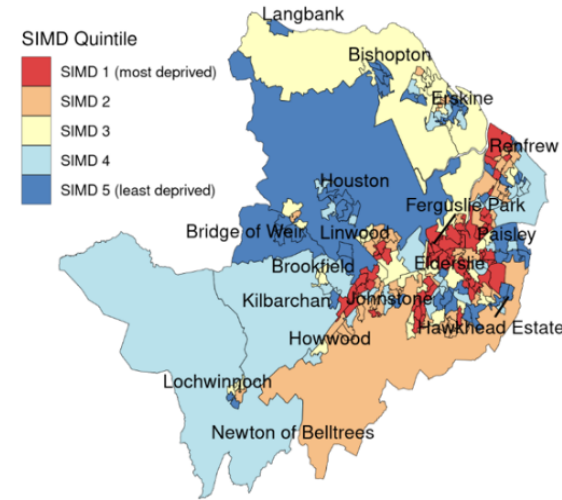 Langbank
SIMD Quintile
SIMD 1 (most deprived)
SIMD 2
SIMD 3
SIMD 4
SIMD 5 (least deprived)
Bishopton
Erskine
Renfrew
Houston
Ferguslie Park
Bridge of Weir
Linwood
Paisley
Brookfield
Elderslie
Kilbarchan
Johnstone
Hawkhead Estate
Howwood
Lochwinnoch
Newton of Belltrees